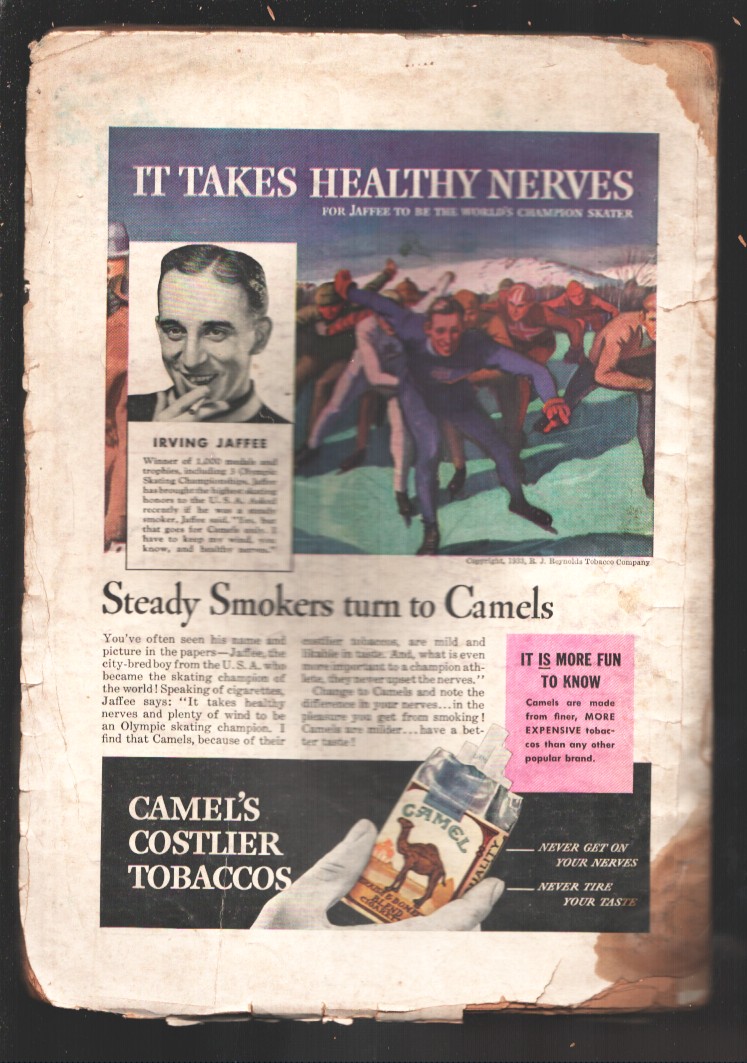 IT TAKES HEALTHY NERVES
FOR JAFFEE TO BE THE WORLD'S CHAMPION SKATER
IRVING JAFFEE
Winner of 1,000 medals and
trophies, including 3 Olympic
Skating Championships, Jaffee
has brought the highest skating
honors to the U. S. A. Asked
recently if he was a steady
smoker, Jaffee said, "Yes, but
that goes for Camels only. I
have to keep my wind, you
know, and healthy nerves."
Copyright, 1933, R. J. Reynolds Tobacco Company
Steady Smokers turn to Camels
You've often seen his name and
picture in the papers—Jaffee, the
city-bred boy from the U. S. A. who
became the skating champion of
the world! Speaking of cigarettes,
Jaffee says: "It takes healthy
nerves and plenty of wind to be
an Olympic skating champion. I
find that Camels, because of their
costlier tobaccos, are mild and
likable in taste. And, what is even
more important to a champion ath-
lete, they never upset the nerves."
Change to Camels and note the
difference in your nerves...in the
pleasure you get from smoking!
Camels are milder...have a bet-
ter taste!
IT IS MORE FUN
TO KNOW
Camels are made
from finer, MORE
EXPENSIVE tobac-
cos than any other
popular brand.
CAMEL'S
COSTLIER
TOBACCOS
CAMEL
QUALITY
BLEND
NEVER GET ON
YOUR NERVES
NEVER TIRE
YOUR TASTE